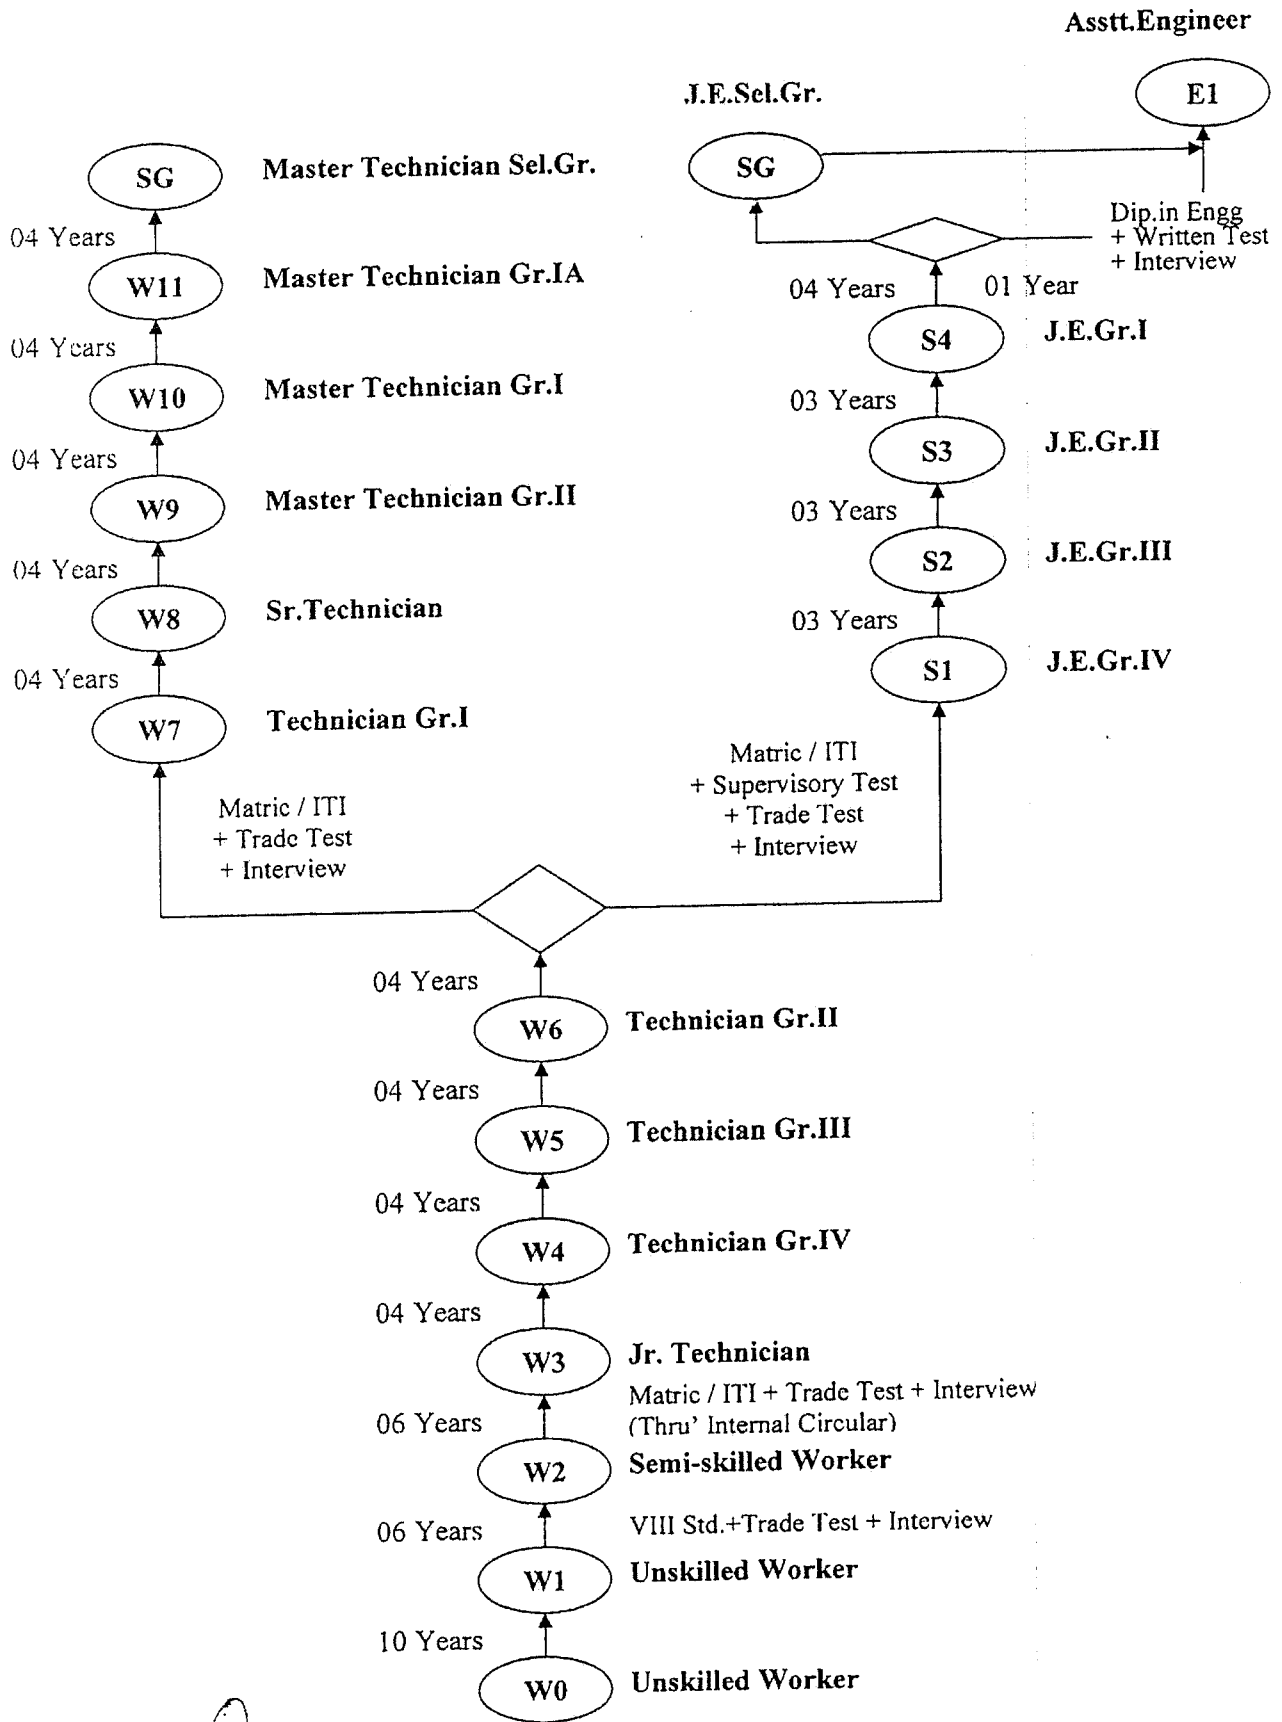 Asstt.Engineer
E1
J.E.Sel.Gr.
SG
Dip.in Engg
+ Written Test
+ Interview
04 Years
01 Year
S4
J.E.Gr.I
03 Years
S3
J.E.Gr.II
03 Years
S2
J.E.Gr.III
03 Years
S1
J.E.Gr.IV
Matric / ITI
+ Supervisory Test
+ Trade Test
+ Interview
SG
Master Technician Sel.Gr.
04 Years
W11
Master Technician Gr.IA
04 Years
W10
Master Technician Gr.I
04 Years
W9
Master Technician Gr.II
04 Years
W8
Sr.Technician
04 Years
W7
Technician Gr.I
Matric / ITI
+ Trade Test
+ Interview
04 Years
W6
Technician Gr.II
04 Years
W5
Technician Gr.III
04 Years
W4
Technician Gr.IV
04 Years
W3
Jr. Technician
Matric / ITI + Trade Test + Interview
(Thru' Internal Circular)
06 Years
W2
Semi-skilled Worker
VIII Std.+Trade Test + Interview
06 Years
W1
Unskilled Worker
10 Years
W0
Unskilled Worker